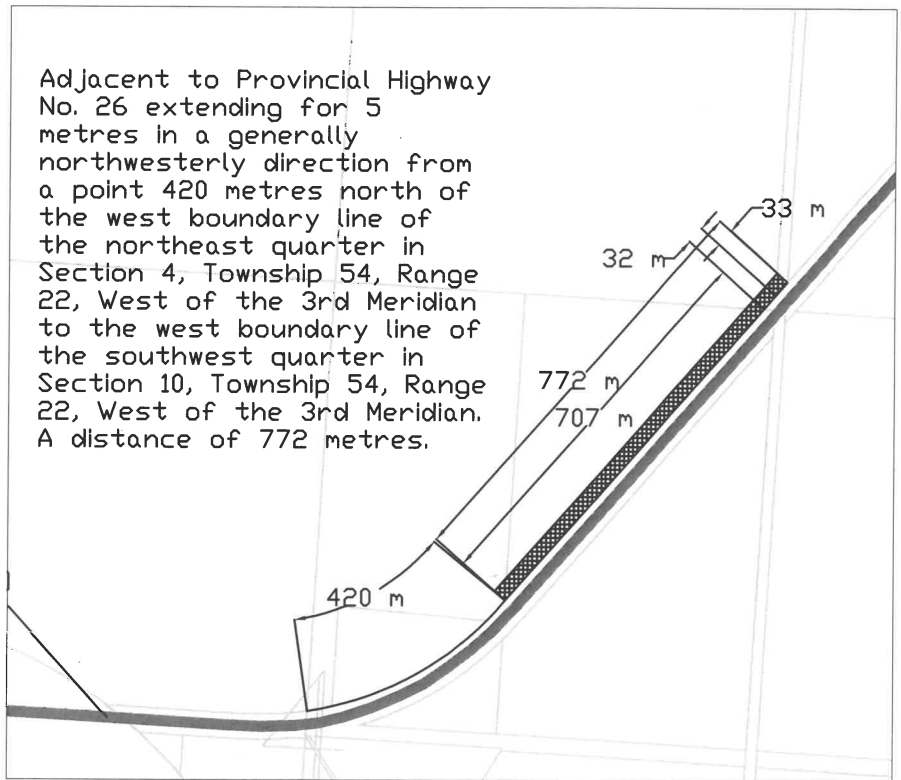 Adjacent to Provincial Highway
No. 26 extending for 5
metres in a generally
northwesterly direction from
a point 420 metres north of
the west boundary line of
the northeast quarter in
Section 4, Township 54, Range
22, West of the 3rd Meridian
to the west boundary line of
the southwest quarter in
Section 10, Township 54, Range
22, West of the 3rd Meridian.
A distance of 772 metres.
33 m
32 m
772 m
707 m
420 m